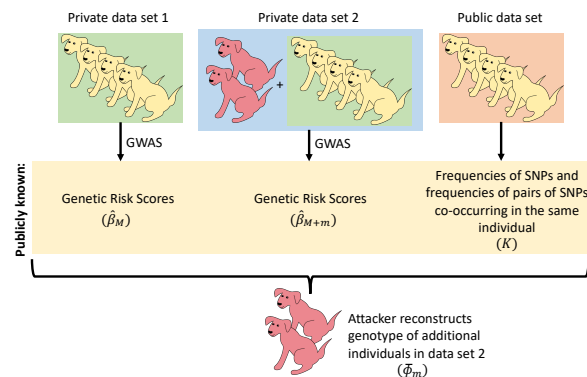 Private data set 1
Private data set 2
Public data set
+
GWAS
GWAS
Publicly known:
Genetic Risk Scores
(β̂_M)
Genetic Risk Scores
(β̂_{M+m})
Frequencies of SNPs and
frequencies of pairs of SNPs
co-occurring in the same
individual
(K)
Attacker reconstructs
genotype of additional
individuals in data set 2
(Φ̄_m)